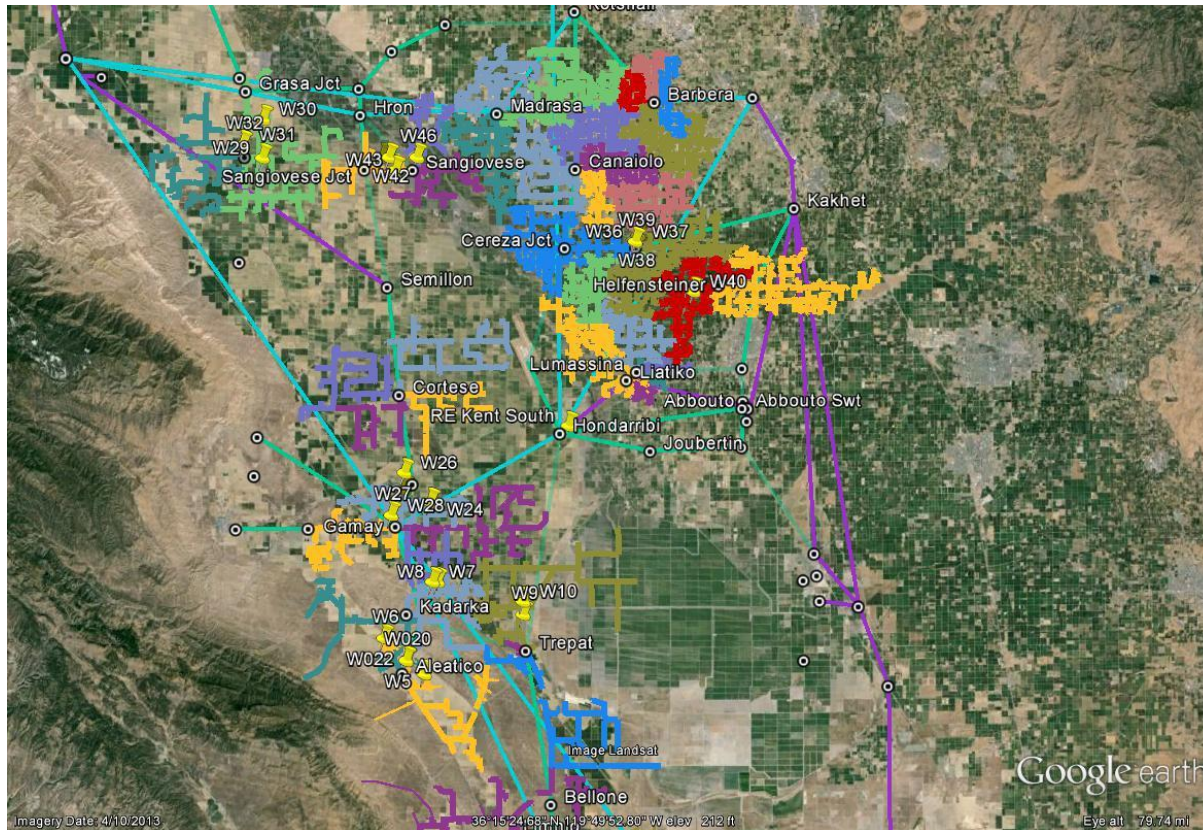 Kotshall
Grasa Jct
W30
Hron
Madrasa
Barbera
W32
W31
W29
W46
W43
Sangiovese
Sangiovese Jct
W42
Canaiolo
Kakhet
W39
W36
W37
Cereza Jct
W38
Semillon
Helfensteiner
W40
Lumassina
Liatiko
Cortese
Abbouto
Abbouto Swt
RE Kent South
Hondarribi
Joubertin
W26
W27
W28
W24
Gamay
W8
W7
W9
W10
W6
Kadarka
W020
Trepat
W022
Aleatico
W5
Image Landsat
Google earth
Bellone
Imagery Date: 4/10.2013
36°15'24.68" N 119°49'52.80" W elev 212 ft
Eye alt 79.74 mi